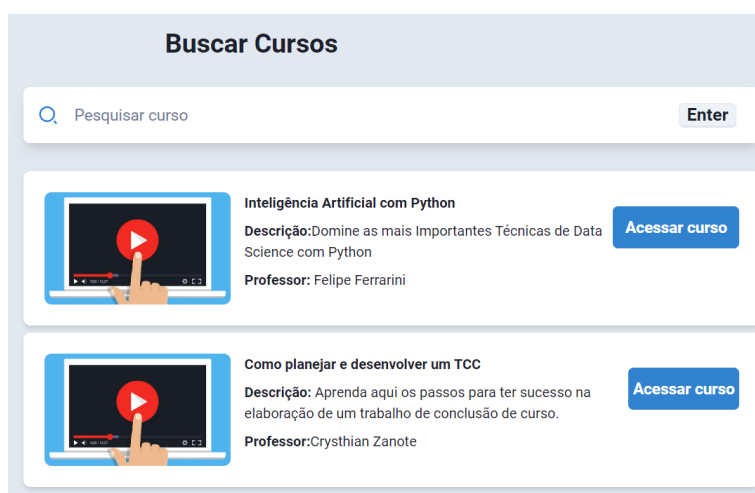 Buscar Cursos
Pesquisar curso
Enter
Inteligência Artificial com Python
Descrição:Domine as mais Importantes Técnicas de Data
Science com Python
Professor: Felipe Ferrarini
Acessar curso
Como planejar e desenvolver um TCC
Descrição: Aprenda aqui os passos para ter sucesso na
elaboração de um trabalho de conclusão de curso.
Professor:Crysthian Zanote
Acessar curso